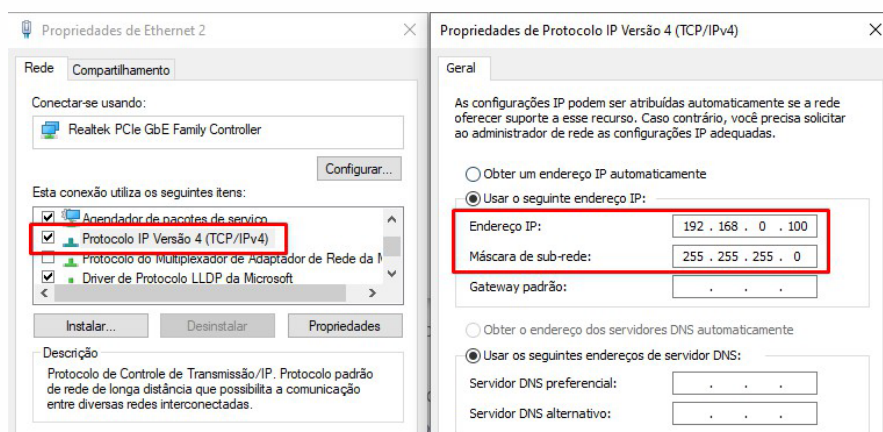 Propriedades de Ethernet 2
Rede
Compartilhamento
Conectar-se usando:
Realtek PCIe GbE Family Controller
Configurar...
Esta conexão utiliza os seguintes itens:
Agendador de pacotes de serviço
Protocolo IP Versão 4 (TCP/IPv4)
Protocolo do Multiplexador de Adaptador de Rede da
Driver de Protocolo LLDP da Microsoft
Instalar...
Desinstalar
Propriedades
Descrição
Protocolo de Controle de Transmissão/IP. Protocolo padrão
de rede de longa distância que possibilita a comunicação
entre diversas redes interconectadas.
Propriedades de Protocolo IP Versão 4 (TCP/IPv4)
Geral
As configurações IP podem ser atribuídas automaticamente se a rede
oferecer suporte a esse recurso. Caso contrário, você precisa solicitar
ao administrador de rede as configurações IP adequadas.
Obter um endereço IP automaticamente
Usar o seguinte endereço IP:
Endereço IP:
192 . 168 . 0 . 100
Máscara de sub-rede:
255 . 255 . 255 . 0
Gateway padrão:
. . .
Obter o endereço dos servidores DNS automaticamente
Usar os seguintes endereços de servidor DNS:
Servidor DNS preferencial:
. . .
Servidor DNS alternativo:
. . .